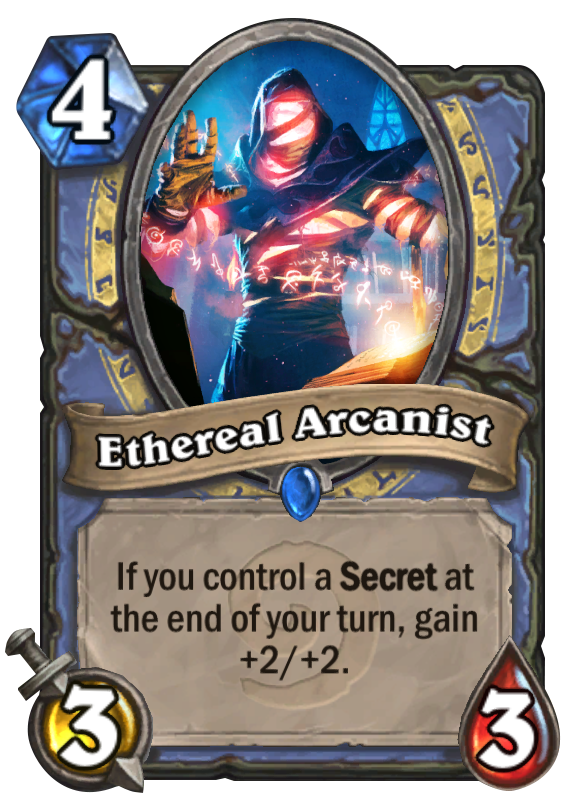 4
Ethereal Arcanist
If you control a Secret at
the end of your turn, gain
+2/+2.
3 3